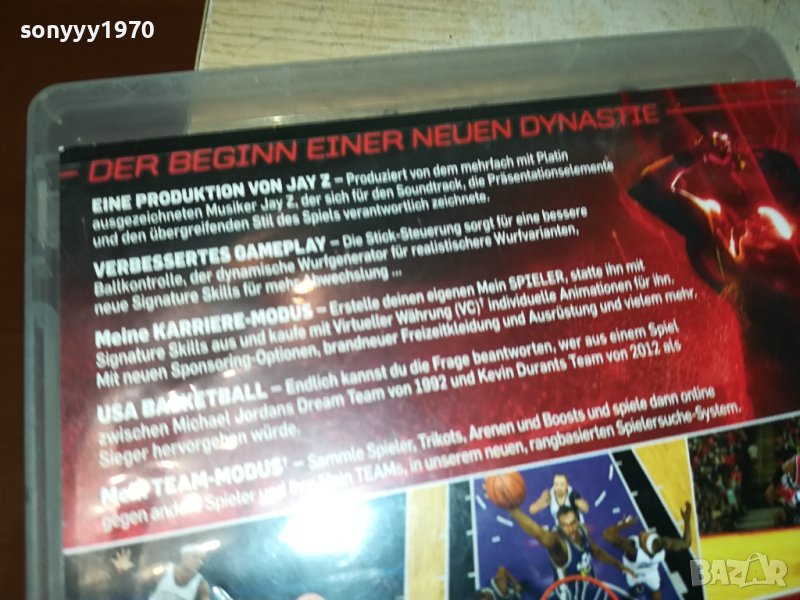 sonyyy1970
DER BEGINN EINER NEUEN DYNASTIE
EINE PRODUKTION VON JAY Z – Produziert von dem mehrfach mit Platin
ausgezeichneten Musiker Jay Z, der sich für den Soundtrack, die Präsentationselemente
und den übergreifenden Stil des Spiels verantwortlich zeichnete.
VERBESSERTES GAMEPLAY – Die Stick-Steuerung sorgt für eine bessere
Ballkontrolle, der dynamische Wurfgenerator für realistischere Wurfvarianten,
neue Signature Skills für mehr Abwechslung ...
Meine KARRIERE-MODUS – Erstelle deinen eigenen Mein SPIELER, statte ihn mit
Signature Skills aus und kaufe mit Virtueller Währung (VC)† individuelle Animationen für ihn.
Mit neuen Sponsoring-Optionen, brandneuer Freizeitkleidung und Ausrüstung und vielem mehr.
USA BASKETBALL – Endlich kannst du die Frage beantworten, wer aus einem Spiel
zwischen Michael Jordans Dream Team von 1992 und Kevin Durants Team von 2012 als
Sieger hervorgehen würde.
Mein TEAM-MODUS† – Sammle Spieler, Trikots, Arenen und Boosts und spiele dann online
gegen andere Spieler und ihre Mein TEAMs, in unserem neuen, rangbasierten Spielersuche-System.
BAZAR